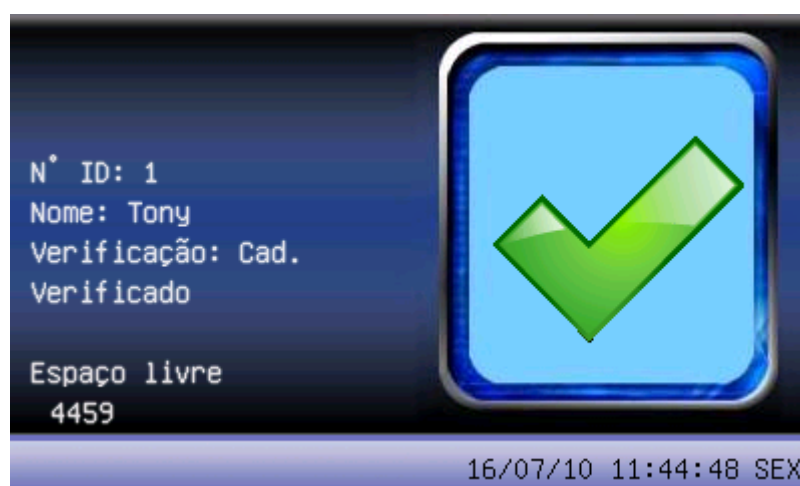 N° ID: 1
Nome: Tony
Verificação: Cad.
Verificado
Espaço livre
4459
16/07/10 11:44:48 SEX